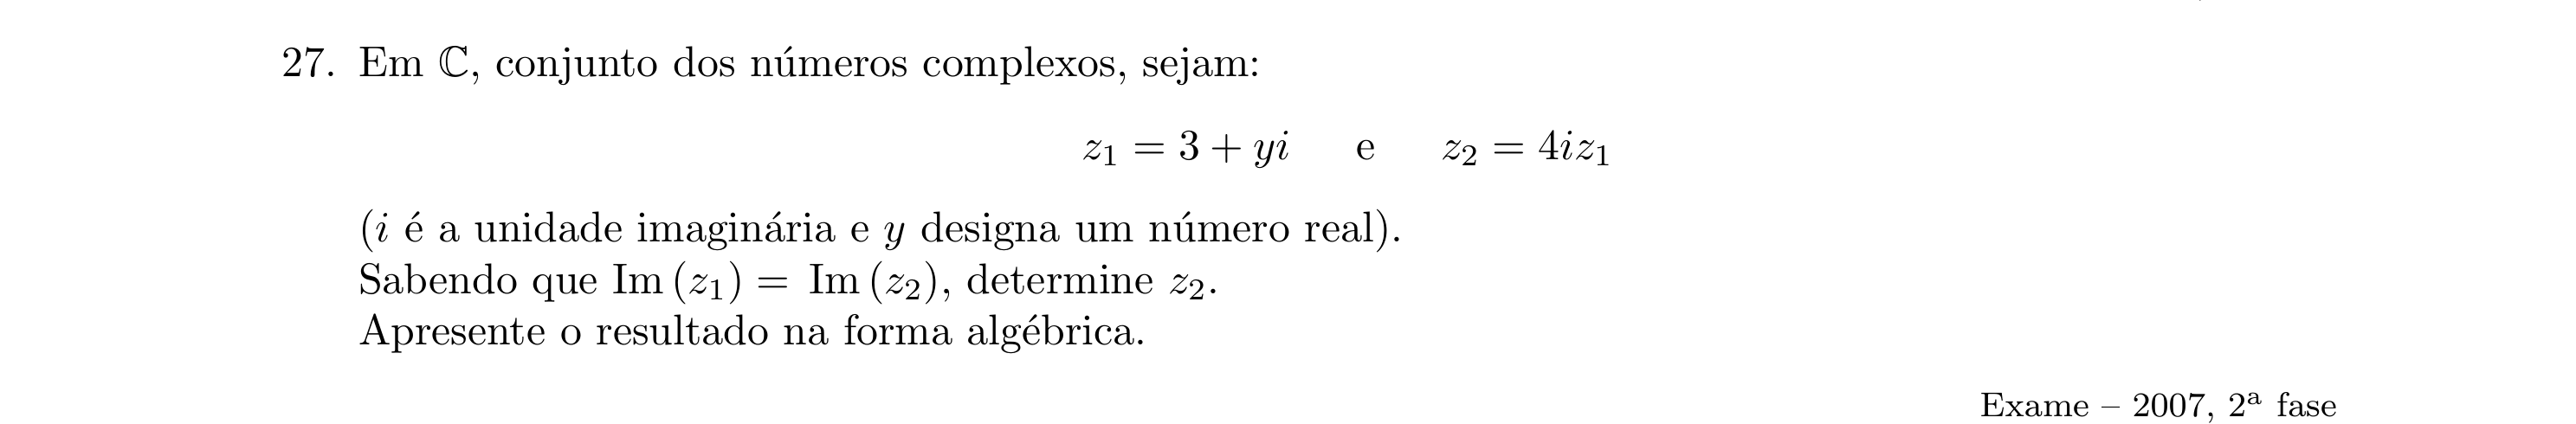 27. Em ℂ, conjunto dos números complexos, sejam:
z₁ = 3 + yi e z₂ = 4iz₁
(i é a unidade imaginária e y designa um número real).
Sabendo que Im (z₁) = Im (z₂), determine z₂.
Apresente o resultado na forma algébrica.
Exame – 2007, 2ª fase